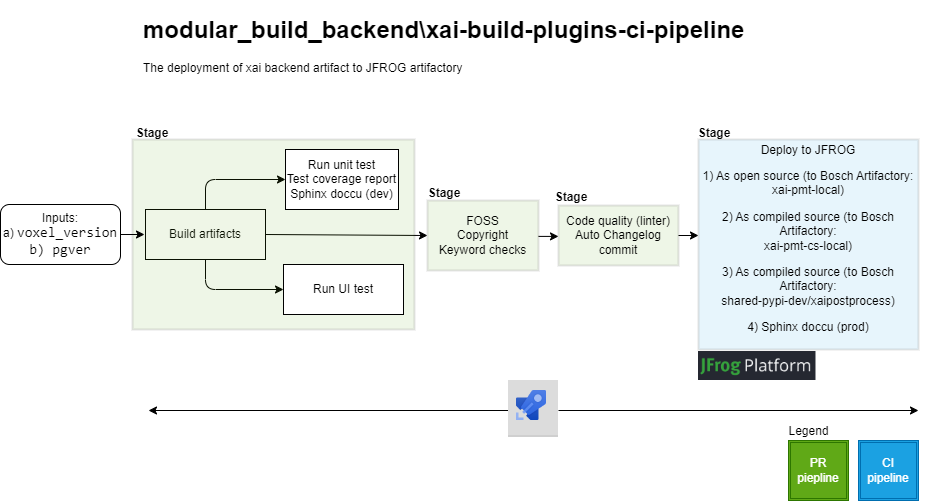 modular_build_backend\xai-build-plugins-ci-pipeline
The deployment of xai backend artifact to JFROG artifactory
Stage
Inputs:
a) voxel_version
b) pgver
Build artifacts
Run unit test
Test coverage report
Sphinx doccu (dev)
Run UI test
Stage
FOSS
Copyright
Keyword checks
Stage
Code quality (linter)
Auto Changelog
commit
Stage
Deploy to JFROG
1) As open source (to Bosch Artifactory:
xai-pmt-local)
2) As compiled source (to Bosch
Artifactory:
xai-pmt-cs-local)
3) As compiled source (to Bosch
Artifactory:
shared-pypi-dev/xaipostprocess)
4) Sphinx doccu (prod)
JFrog Platform
Legend
PR
piepline
CI
pipeline